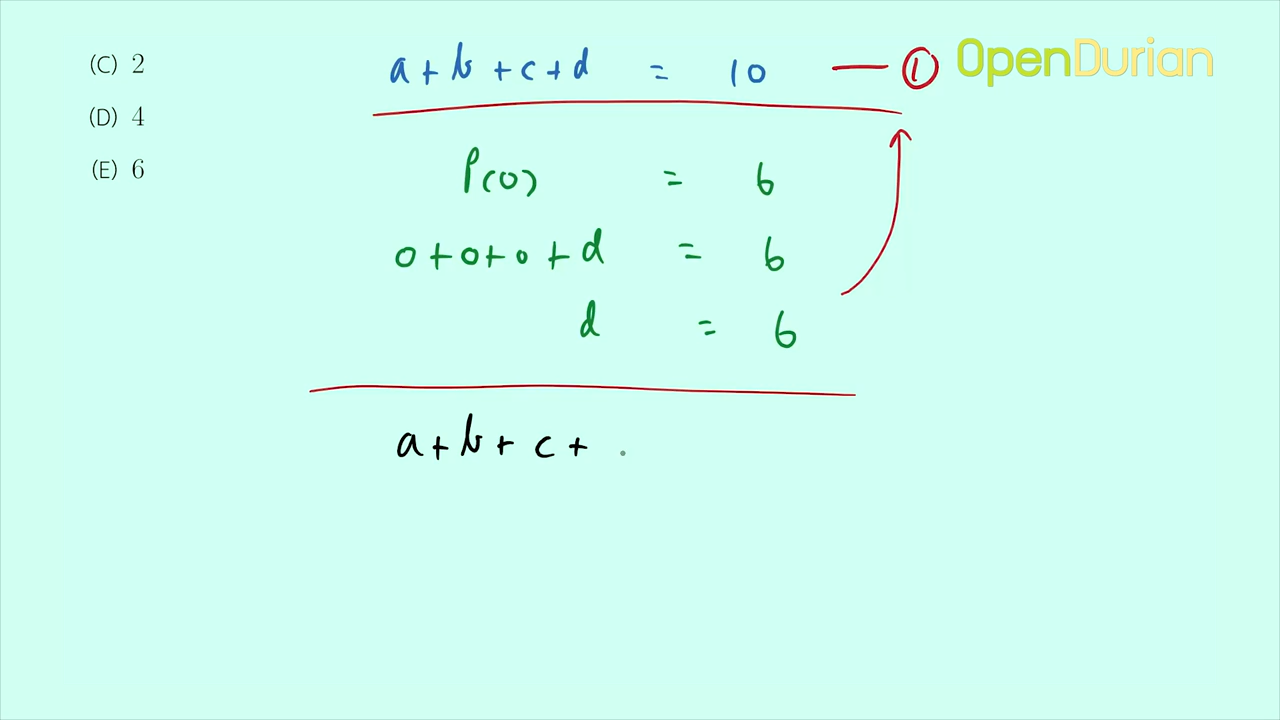 (C) 2
a + b + c + d = 10 — ①
OpenDurian
(D) 4
(E) 6
P(0) = 6
0 + 0 + 0 + d = 6
d = 6
a + b + c +